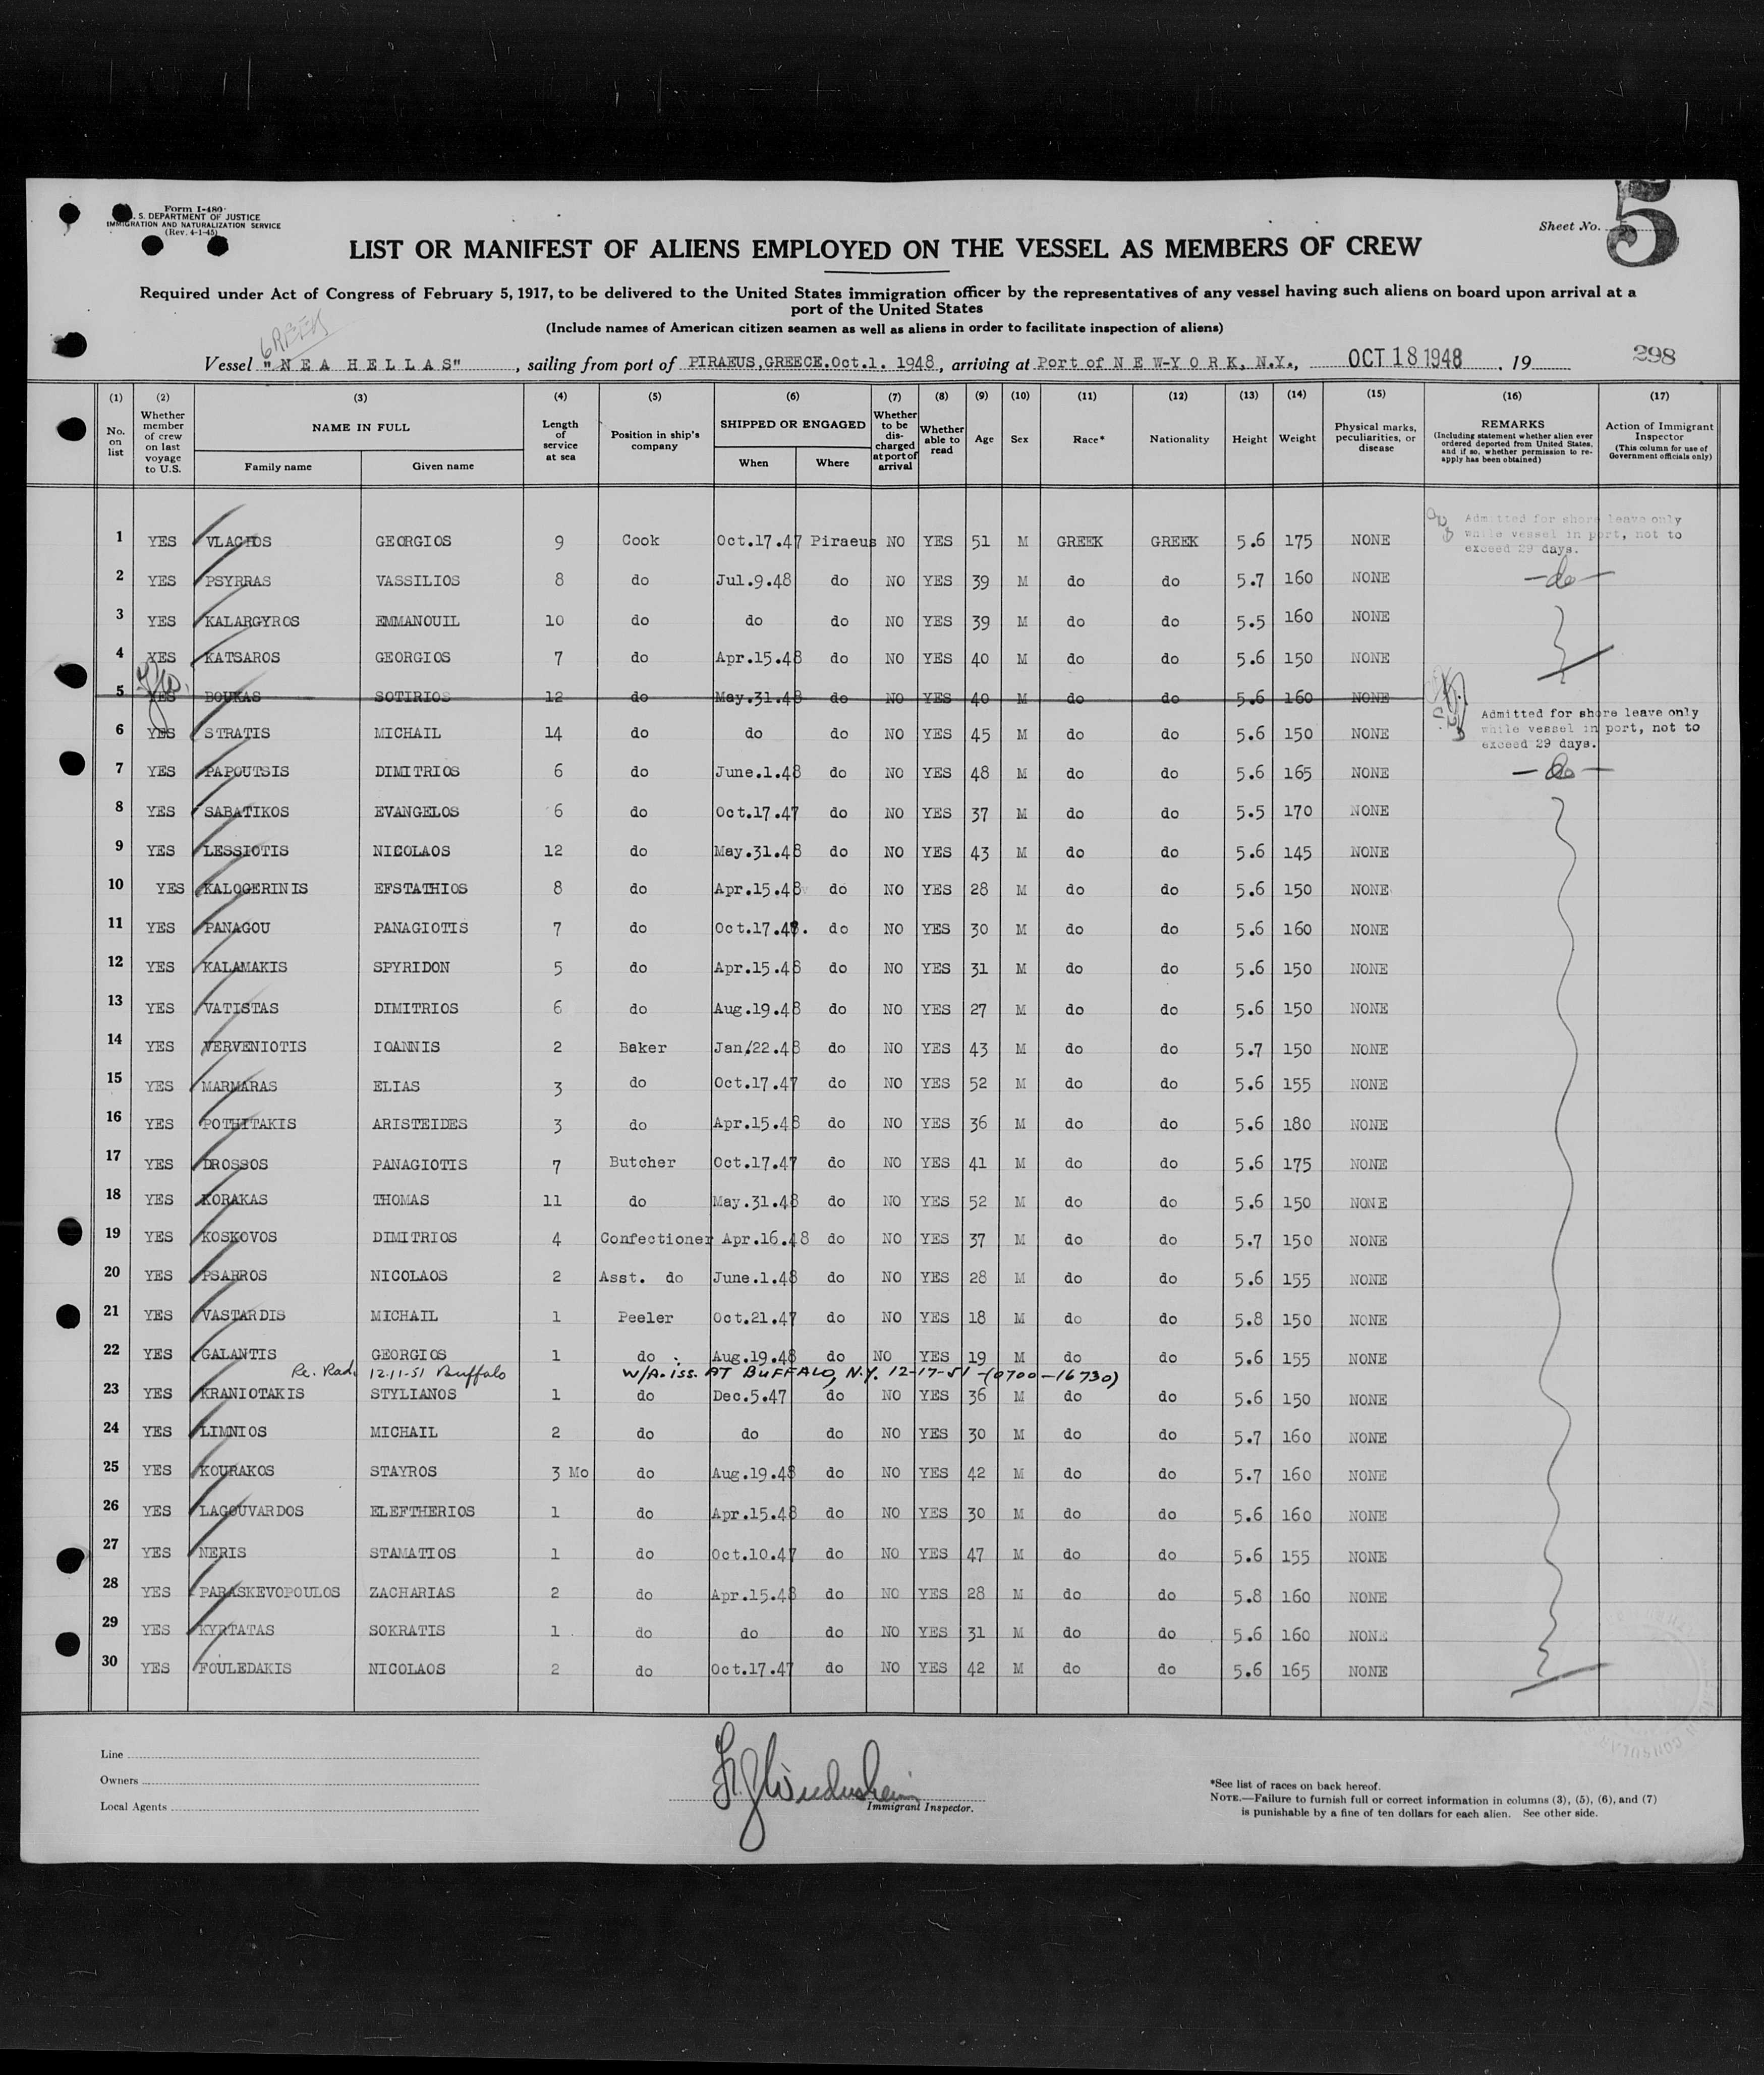 Form I-480
U. S. DEPARTMENT OF JUSTICE
IMMIGRATION AND NATURALIZATION SERVICE
(Rev. 4-1-45)
Sheet No. 5
LIST OR MANIFEST OF ALIENS EMPLOYED ON THE VESSEL AS MEMBERS OF CREW
Required under Act of Congress of February 5, 1917, to be delivered to the United States immigration officer by the representatives of any vessel having such aliens on board upon arrival at a
port of the United States
(Include names of American citizen seamen as well as aliens in order to facilitate inspection of aliens)
GREEK
Vessel "NEA HELLAS", sailing from port of PIRAEUS,GREECE.Oct.1. 1948, arriving at Port of NEW-YORK, N.Y., OCT 18 1948, 19 298
(1) (2) (3) (4) (5) (6) (7) (8) (9) (10) (11) (12) (13) (14) (15) (16) (17)
No. on list Whether member of crew on last voyage to U.S. NAME IN FULL Family name Given name Length of service at sea Position in ship's company SHIPPED OR ENGAGED When Where Whether to be discharged at port of arrival Whether able to read Age Sex Race* Nationality Height Weight Physical marks, peculiarities, or disease REMARKS (Including statement whether alien ever ordered deported from United States, and if so, whether permission to re-apply has been obtained) Action of Immigrant Inspector (This column for use of Government officials only)
1 YES VLACHOS GEORGIOS 9 Cook Oct.17.47 Piraeus NO YES 51 M GREEK GREEK 5.6 175 NONE Admitted for shore leave only while vessel in port, not to exceed 29 days.
2 YES PSYRRAS VASSILIOS 8 do Jul.9.48 do NO YES 39 M do do 5.7 160 NONE —do—
3 YES KALARGYROS EMMANOUIL 10 do do do NO YES 39 M do do 5.5 160 NONE
4 YES KATSAROS GEORGIOS 7 do Apr.15.48 do NO YES 40 M do do 5.6 150 NONE
5 YES DOUKAS SOTIRIOS 12 do May.31.48 do NO YES 40 M do do 5.6 160 NONE
6 YES STRATIS MICHAIL 14 do do do NO YES 45 M do do 5.6 150 NONE Admitted for shore leave only while vessel in port, not to exceed 29 days.
7 YES PAPOUTSIS DIMITRIOS 6 do June.1.48 do NO YES 48 M do do 5.6 165 NONE —do—
8 YES SABATIKOS EVANGELOS 6 do Oct.17.47 do NO YES 37 M do do 5.5 170 NONE
9 YES LESSIOTIS NICOLAOS 12 do May.31.48 do NO YES 43 M do do 5.6 145 NONE
10 YES KALOGERINIS EFSTATHIOS 8 do Apr.15.48 do NO YES 28 M do do 5.6 150 NONE
11 YES PANAGOU PANAGIOTIS 7 do Oct.17.48. do NO YES 30 M do do 5.6 160 NONE
12 YES KALAMAKIS SPYRIDON 5 do Apr.15.48 do NO YES 31 M do do 5.6 150 NONE
13 YES VATISTAS DIMITRIOS 6 do Aug.19.48 do NO YES 27 M do do 5.6 150 NONE
14 YES VERVENIOTIS IOANNIS 2 Baker Jan/22.48 do NO YES 43 M do do 5.7 150 NONE
15 YES MARMARAS ELIAS 3 do Oct.17.47 do NO YES 52 M do do 5.6 155 NONE
16 YES POTHITAKIS ARISTEIDES 3 do Apr.15.48 do NO YES 36 M do do 5.6 180 NONE
17 YES DROSSOS PANAGIOTIS 7 Butcher Oct.17.47 do NO YES 41 M do do 5.6 175 NONE
18 YES KORAKAS THOMAS 11 do May.31.48 do NO YES 52 M do do 5.6 150 NONE
19 YES KOSKOVOS DIMITRIOS 4 Confectioner Apr.16.48 do NO YES 37 M do do 5.7 150 NONE
20 YES PSARROS NICOLAOS 2 Asst. do June.1.48 do NO YES 28 M do do 5.6 155 NONE
21 YES VASTARDIS MICHAIL 1 Peeler Oct.21.47 do NO YES 18 M do do 5.8 150 NONE
22 YES GALANTIS GEORGIOS 1 do Aug.19.48 do NO YES 19 M do do 5.6 155 NONE
Re. Rad. 12-11-51 Buffalo W/A. iss. AT BUFFALO, N.Y. 12-17-51 -(0700-16730)
23 YES KRANIOTAKIS STYLIANOS 1 do Dec.5.47 do NO YES 36 M do do 5.6 150 NONE
24 YES LIMNIOS MICHAIL 2 do do do NO YES 30 M do do 5.7 160 NONE
25 YES KOURAKOS STAYROS 3 Mo do Aug.19.48 do NO YES 42 M do do 5.7 160 NONE
26 YES LAGOUVARDOS ELEFTHERIOS 1 do Apr.15.48 do NO YES 30 M do do 5.6 160 NONE
27 YES NERIS STAMATIOS 1 do Oct.10.47 do NO YES 47 M do do 5.6 155 NONE
28 YES PARASKEVOPOULOS ZACHARIAS 2 do Apr.15.48 do NO YES 28 M do do 5.8 160 NONE
29 YES KYRTATAS SOKRATIS 1 do do do NO YES 31 M do do 5.6 160 NONE
30 YES FOULEDAKIS NICOLAOS 2 do Oct.17.47 do NO YES 42 M do do 5.6 165 NONE
Line
Owners
Local Agents
Immigrant Inspector.
*See list of races on back hereof.
NOTE.—Failure to furnish full or correct information in columns (3), (5), (6), and (7)
is punishable by a fine of ten dollars for each alien. See other side.